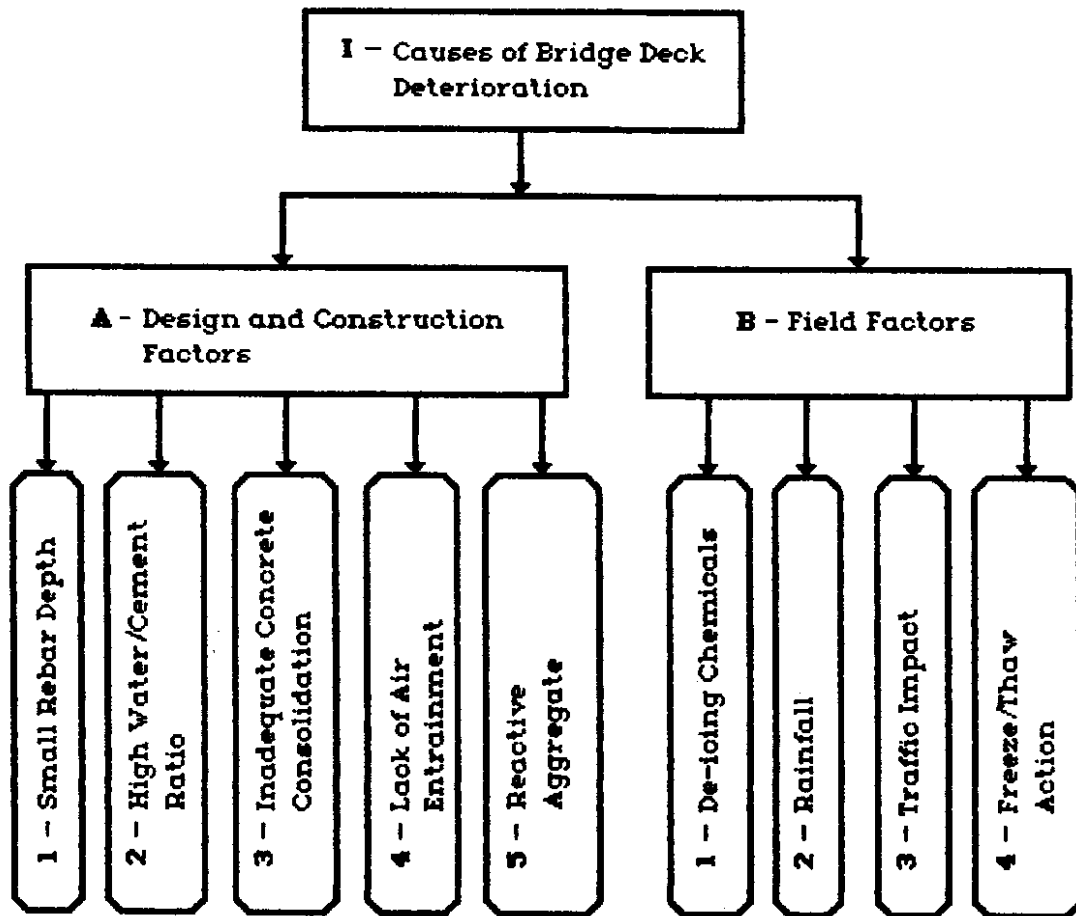 I - Causes of Bridge Deck
Deterioration
A - Design and Construction
Factors
B - Field Factors
1 - Small Rebar Depth
2 - High Water/Cement
Ratio
3 - Inadequate Concrete
Consolidation
4 - Lack of Air
Entrainment
5 - Reactive
Aggregate
1 - De-icing Chemicals
2 - Rainfall
3 - Traffic Impact
4 - Freeze/Thaw
Action